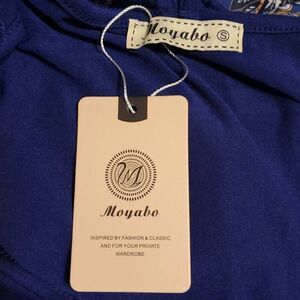 Moyabo S
M
Moyabo
INSPIRED BY FASHION & CLASSIC
AND FOR YOUR PRIVATE
WARDROBE